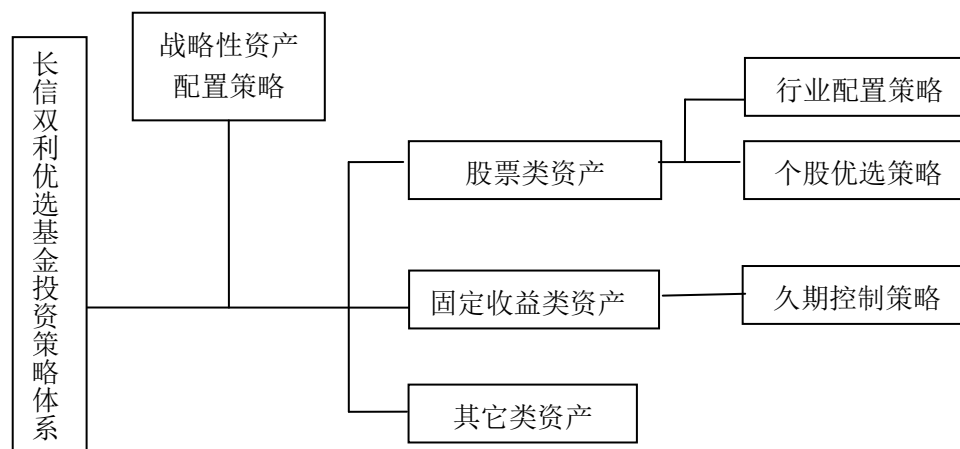 长信双利优选基金投资策略体系
战略性资产
配置策略
行业配置策略
股票类资产
个股优选策略
固定收益类资产
久期控制策略
其它类资产